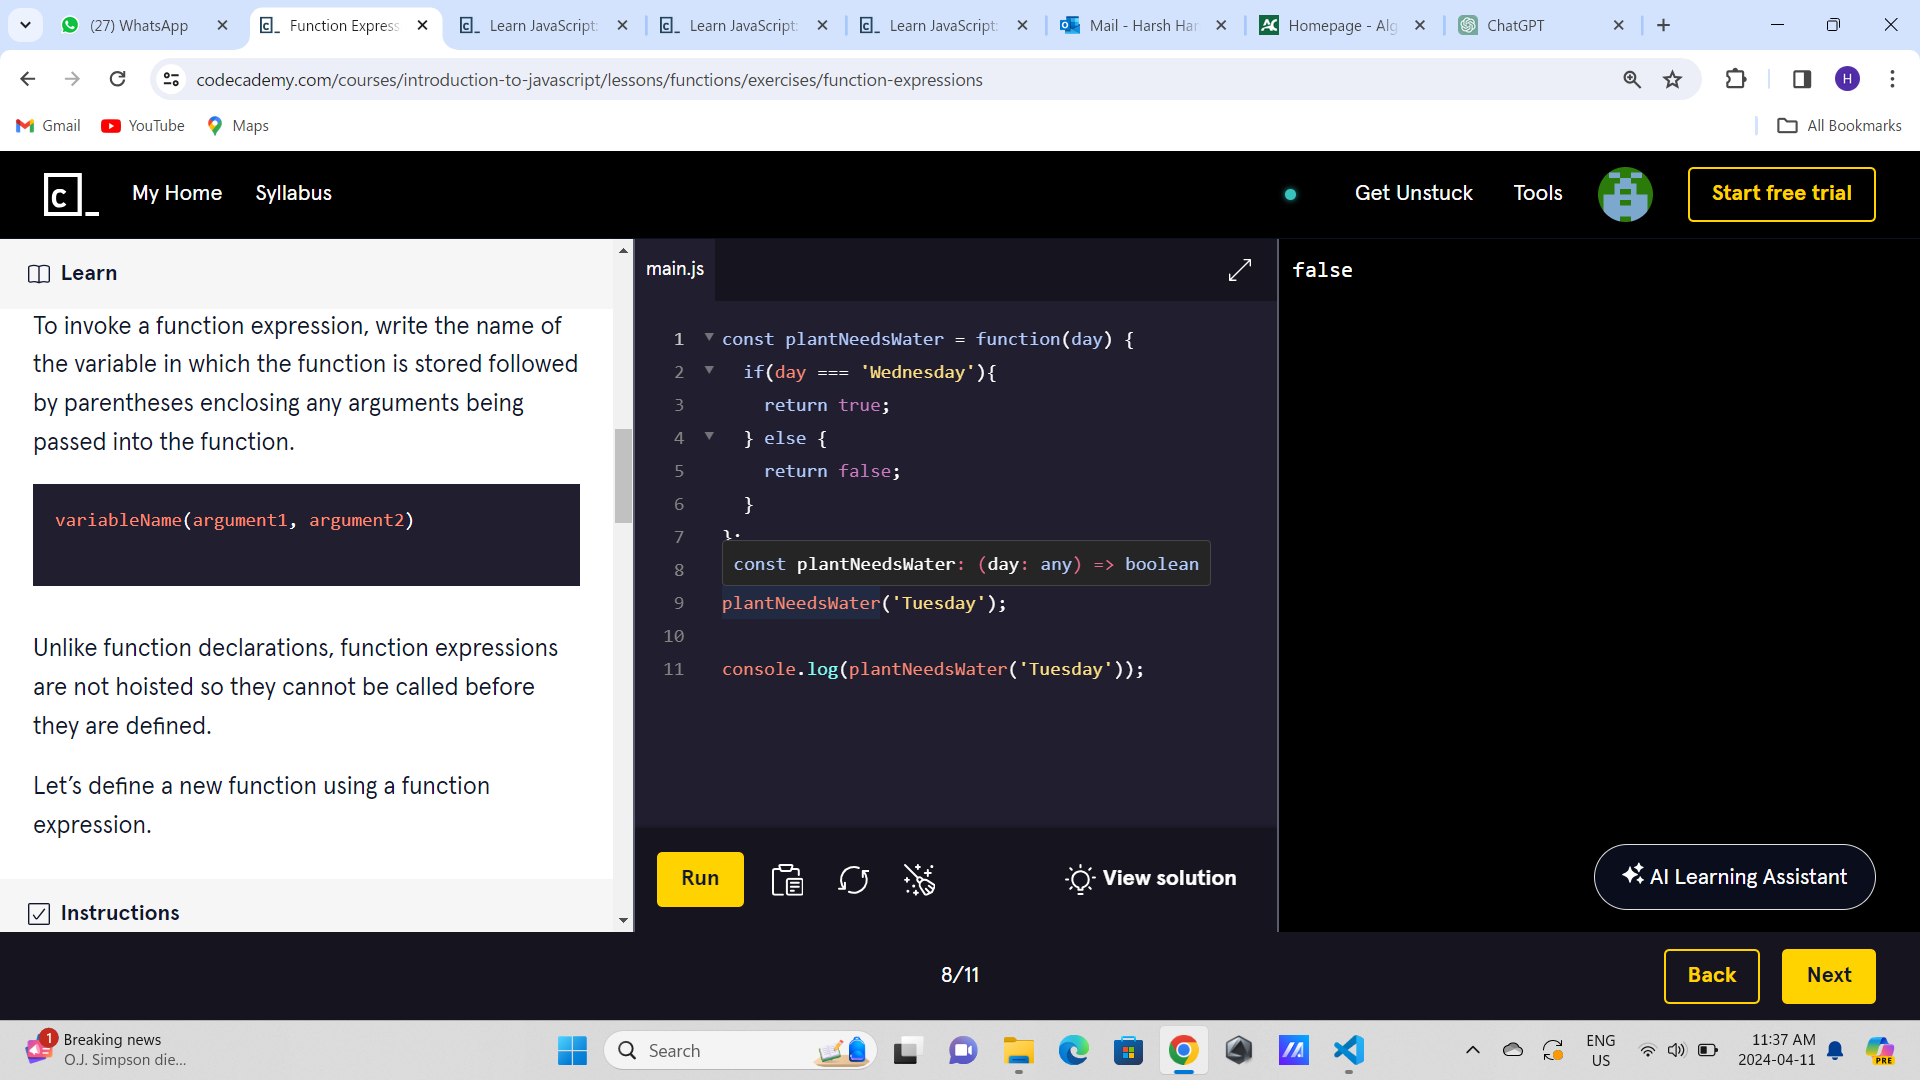 (27) WhatsApp
Function Express
Learn JavaScript:
Learn JavaScript:
Learn JavaScript:
Mail - Harsh Har
Homepage - Alg
ChatGPT
codecademy.com/courses/introduction-to-javascript/lessons/functions/exercises/function-expressions
H
Gmail
YouTube
Maps
All Bookmarks
c_
My Home
Syllabus
Get Unstuck
Tools
Start free trial
Learn
To invoke a function expression, write the name of
the variable in which the function is stored followed
by parentheses enclosing any arguments being
passed into the function.
variableName(argument1, argument2)
Unlike function declarations, function expressions
are not hoisted so they cannot be called before
they are defined.
Let’s define a new function using a function
expression.
Instructions
main.js
1 const plantNeedsWater = function(day) {
2 if(day === 'Wednesday'){
3 return true;
4 } else {
5 return false;
6 }
7 };
8
const plantNeedsWater: (day: any) => boolean
9 plantNeedsWater('Tuesday');
10
11 console.log(plantNeedsWater('Tuesday'));
Run
View solution
false
AI Learning Assistant
8/11
Back
Next
1
Breaking news
O.J. Simpson die...
Search
ENG
US
11:37 AM
2024-04-11
PRE